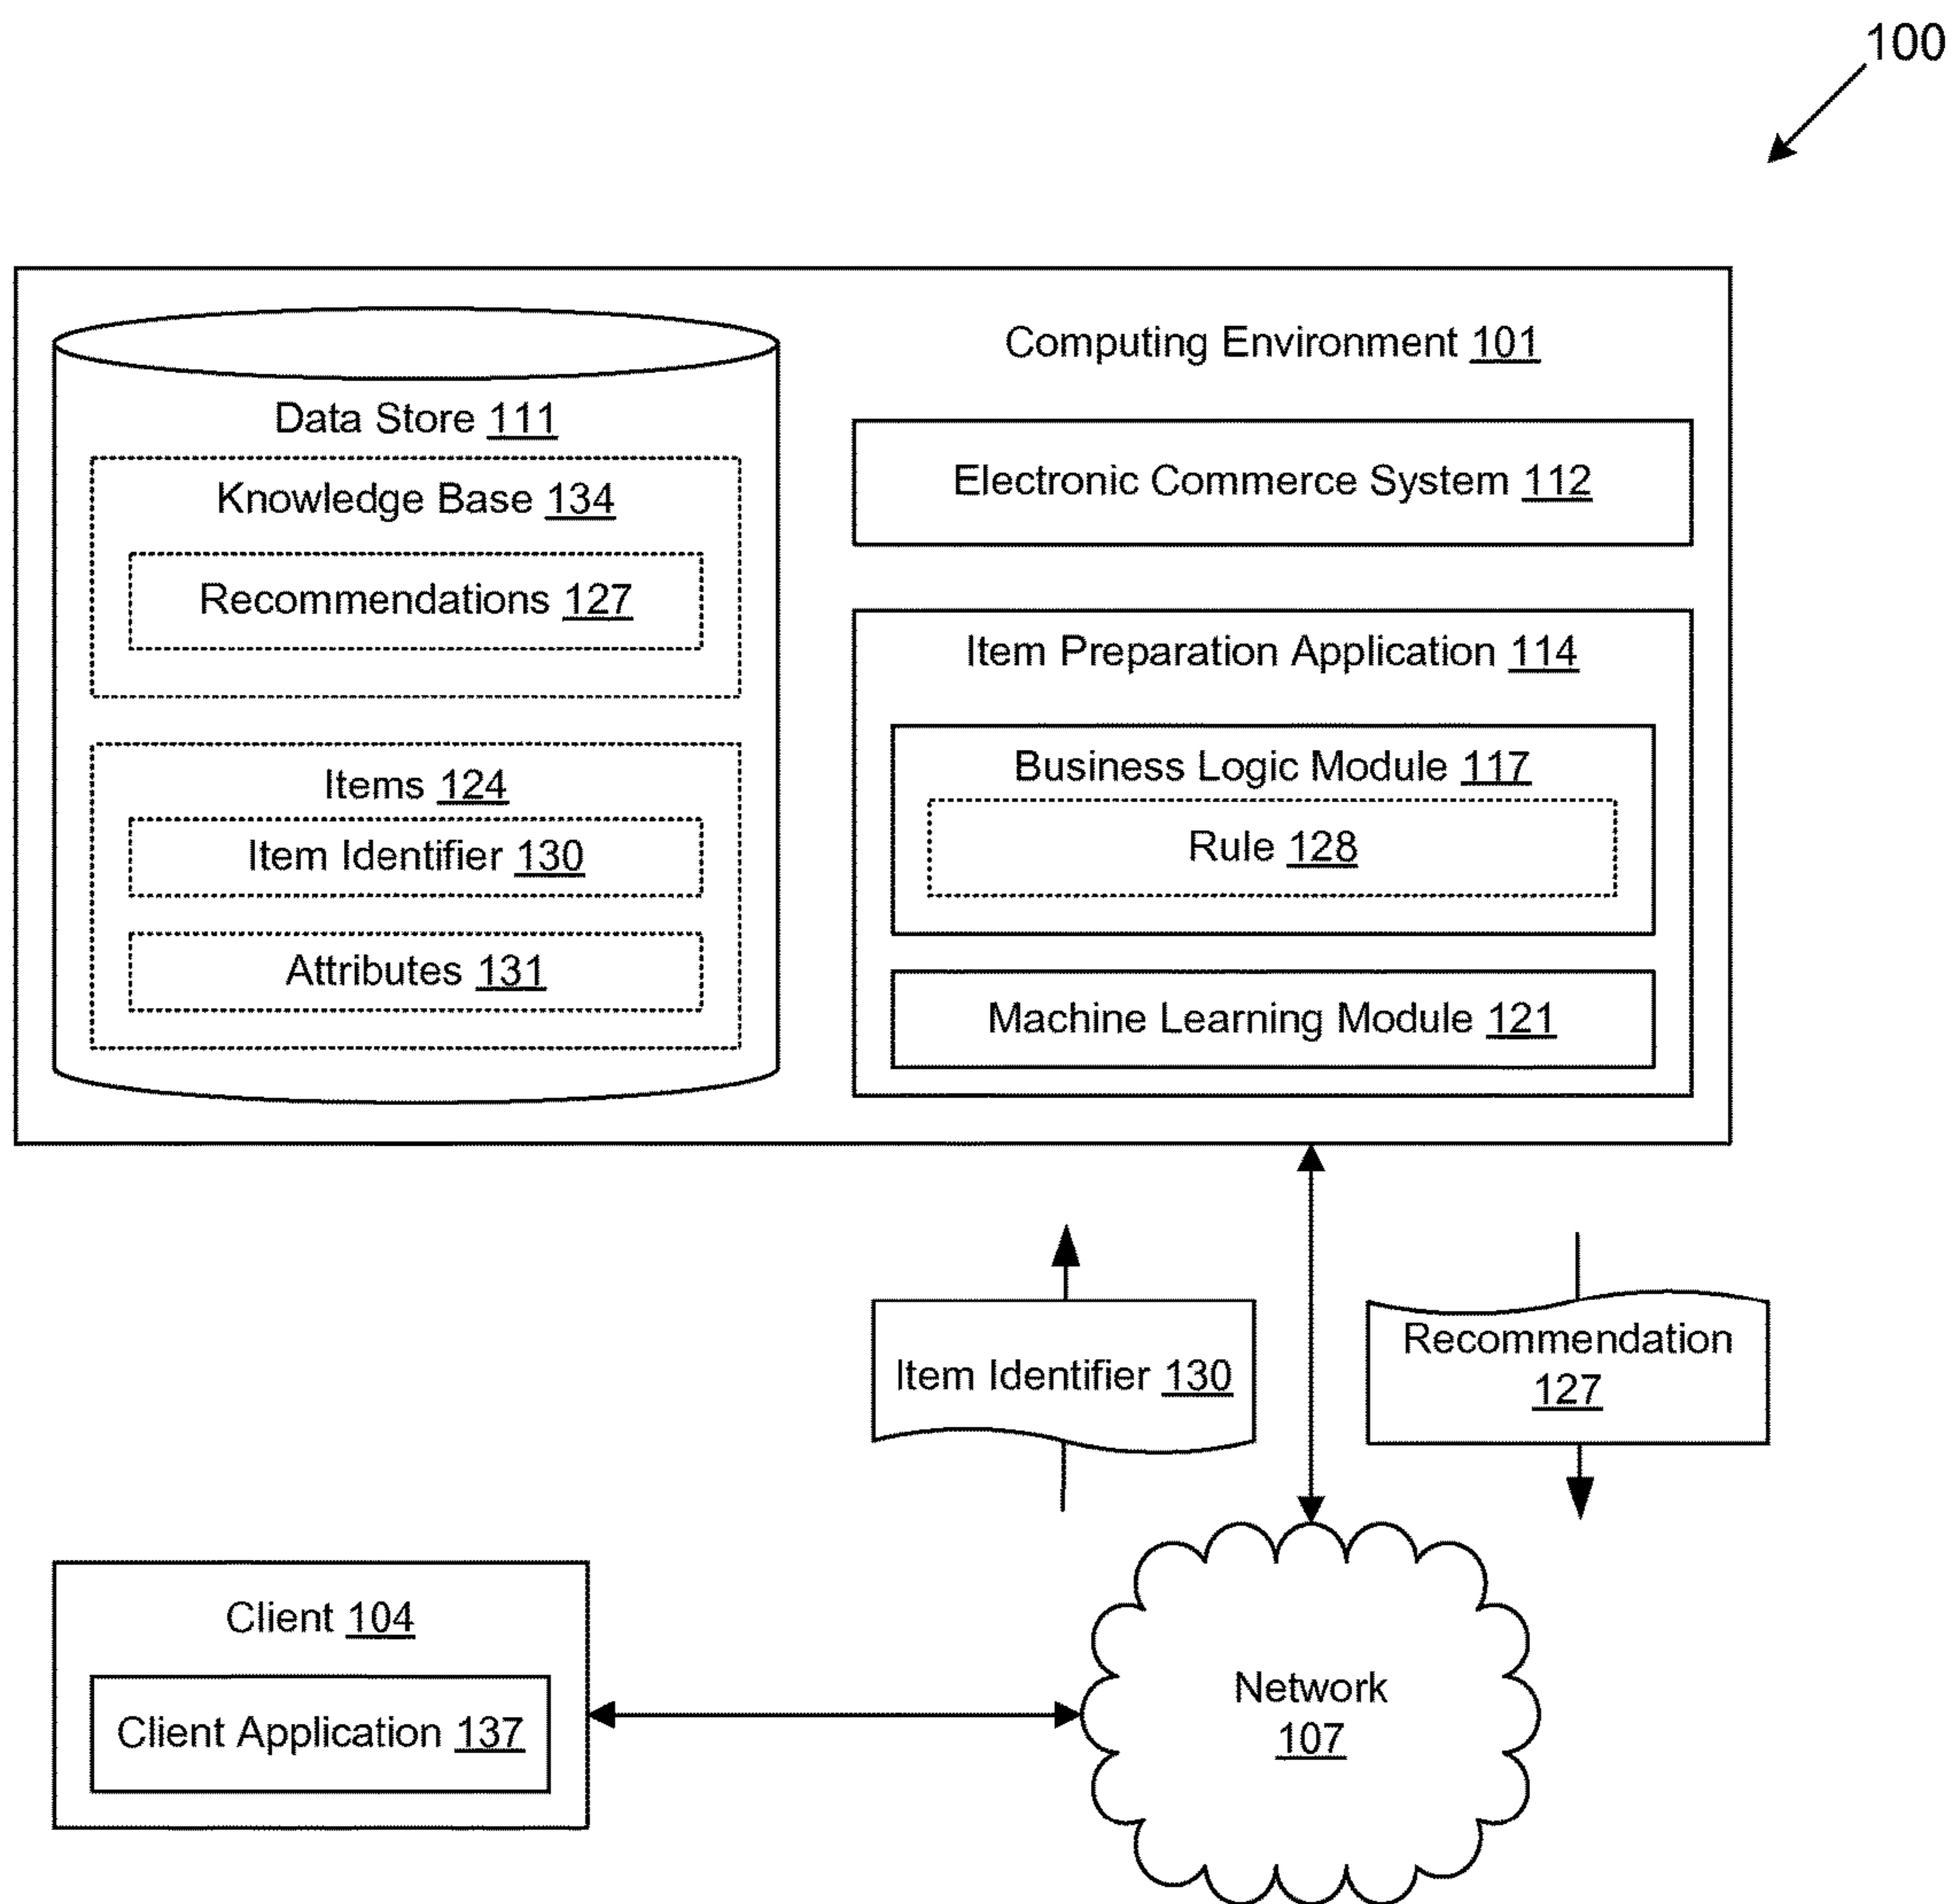 100
Computing Environment 101
Data Store 111
Knowledge Base 134
Recommendations 127
Items 124
Item Identifier 130
Attributes 131
Electronic Commerce System 112
Item Preparation Application 114
Business Logic Module 117
Rule 128
Machine Learning Module 121
Item Identifier 130
Recommendation
127
Client 104
Client Application 137
Network
107